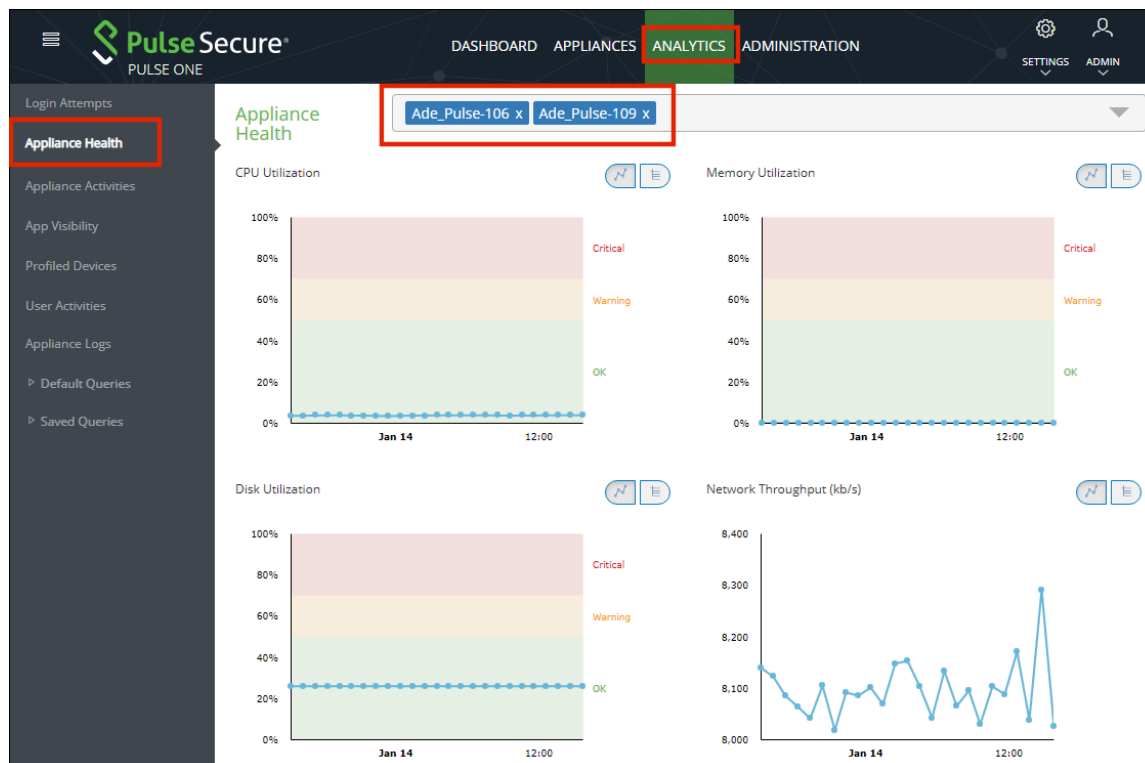 Pulse Secure®
PULSE ONE
DASHBOARD APPLIANCES ANALYTICS ADMINISTRATION
SETTINGS ADMIN
Login Attempts
Appliance Health
Appliance Activities
App Visibility
Profiled Devices
User Activities
Appliance Logs
Default Queries
Saved Queries
Appliance
Health
Ade_Pulse-106 x Ade_Pulse-109 x
CPU Utilization
100%
80%
60%
40%
20%
0%
Critical
Warning
OK
Jan 14 12:00
Memory Utilization
100%
80%
60%
40%
20%
0%
Critical
Warning
OK
Jan 14 12:00
Disk Utilization
100%
80%
60%
40%
20%
0%
Critical
Warning
OK
Jan 14 12:00
Network Throughput (kb/s)
8,400
8,300
8,200
8,100
8,000
Jan 14 12:00